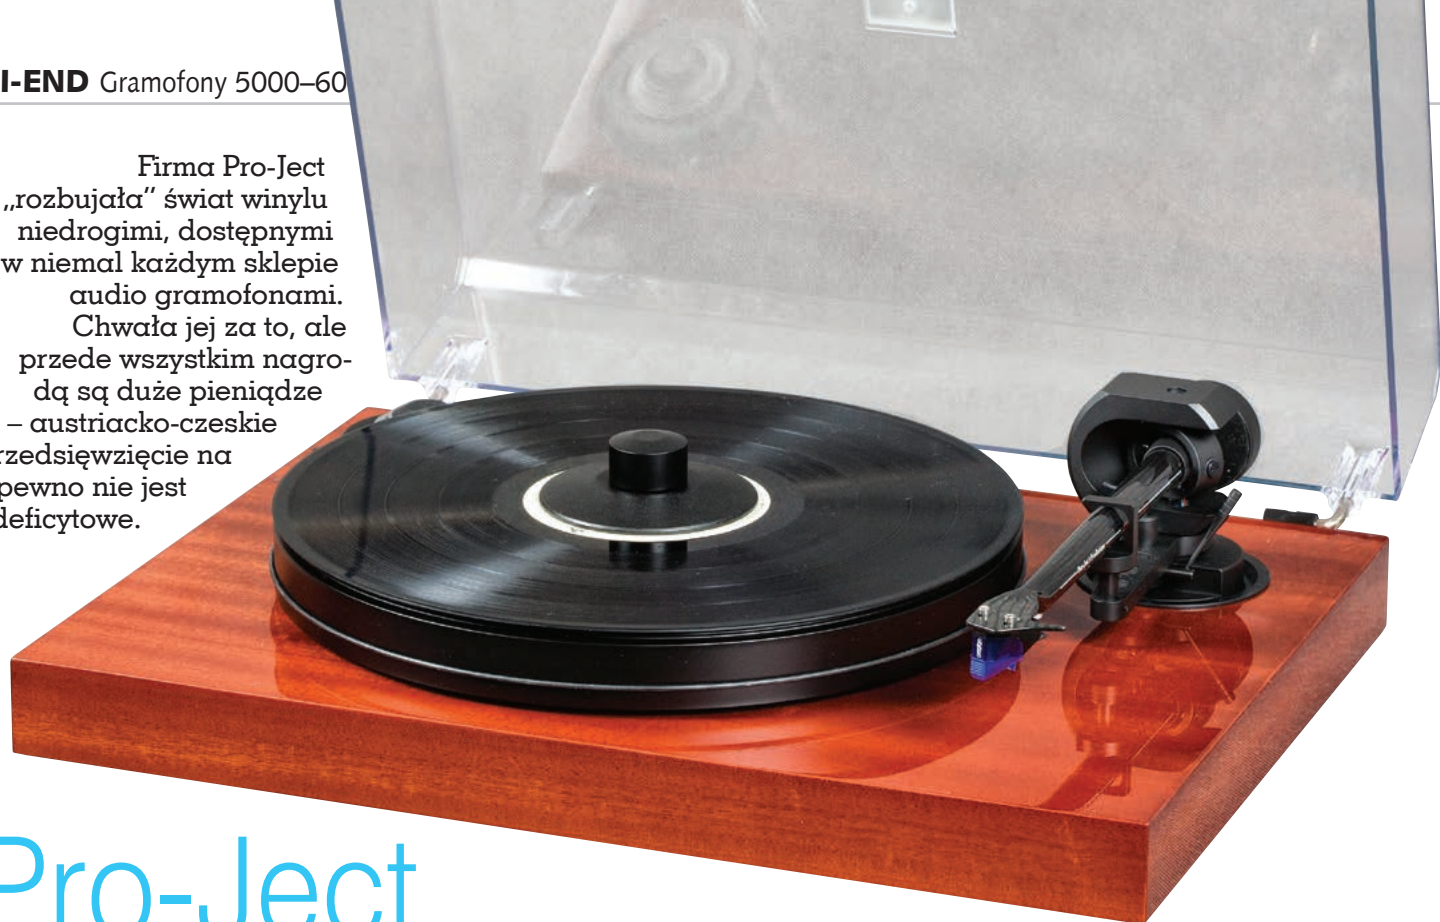 I-END Gramofony 5000–60
Firma Pro-Ject
„rozbujała” świat winylu
niedrogimi, dostępnymi
w niemal każdym sklepie
audio gramofonami.
Chwała jej za to, ale
przede wszystkim nagro-
dą są duże pieniądze
– austriacko-czeskie
rzedsięwzięcie na
pewno nie jest
deficytowe.
Pro-Ject